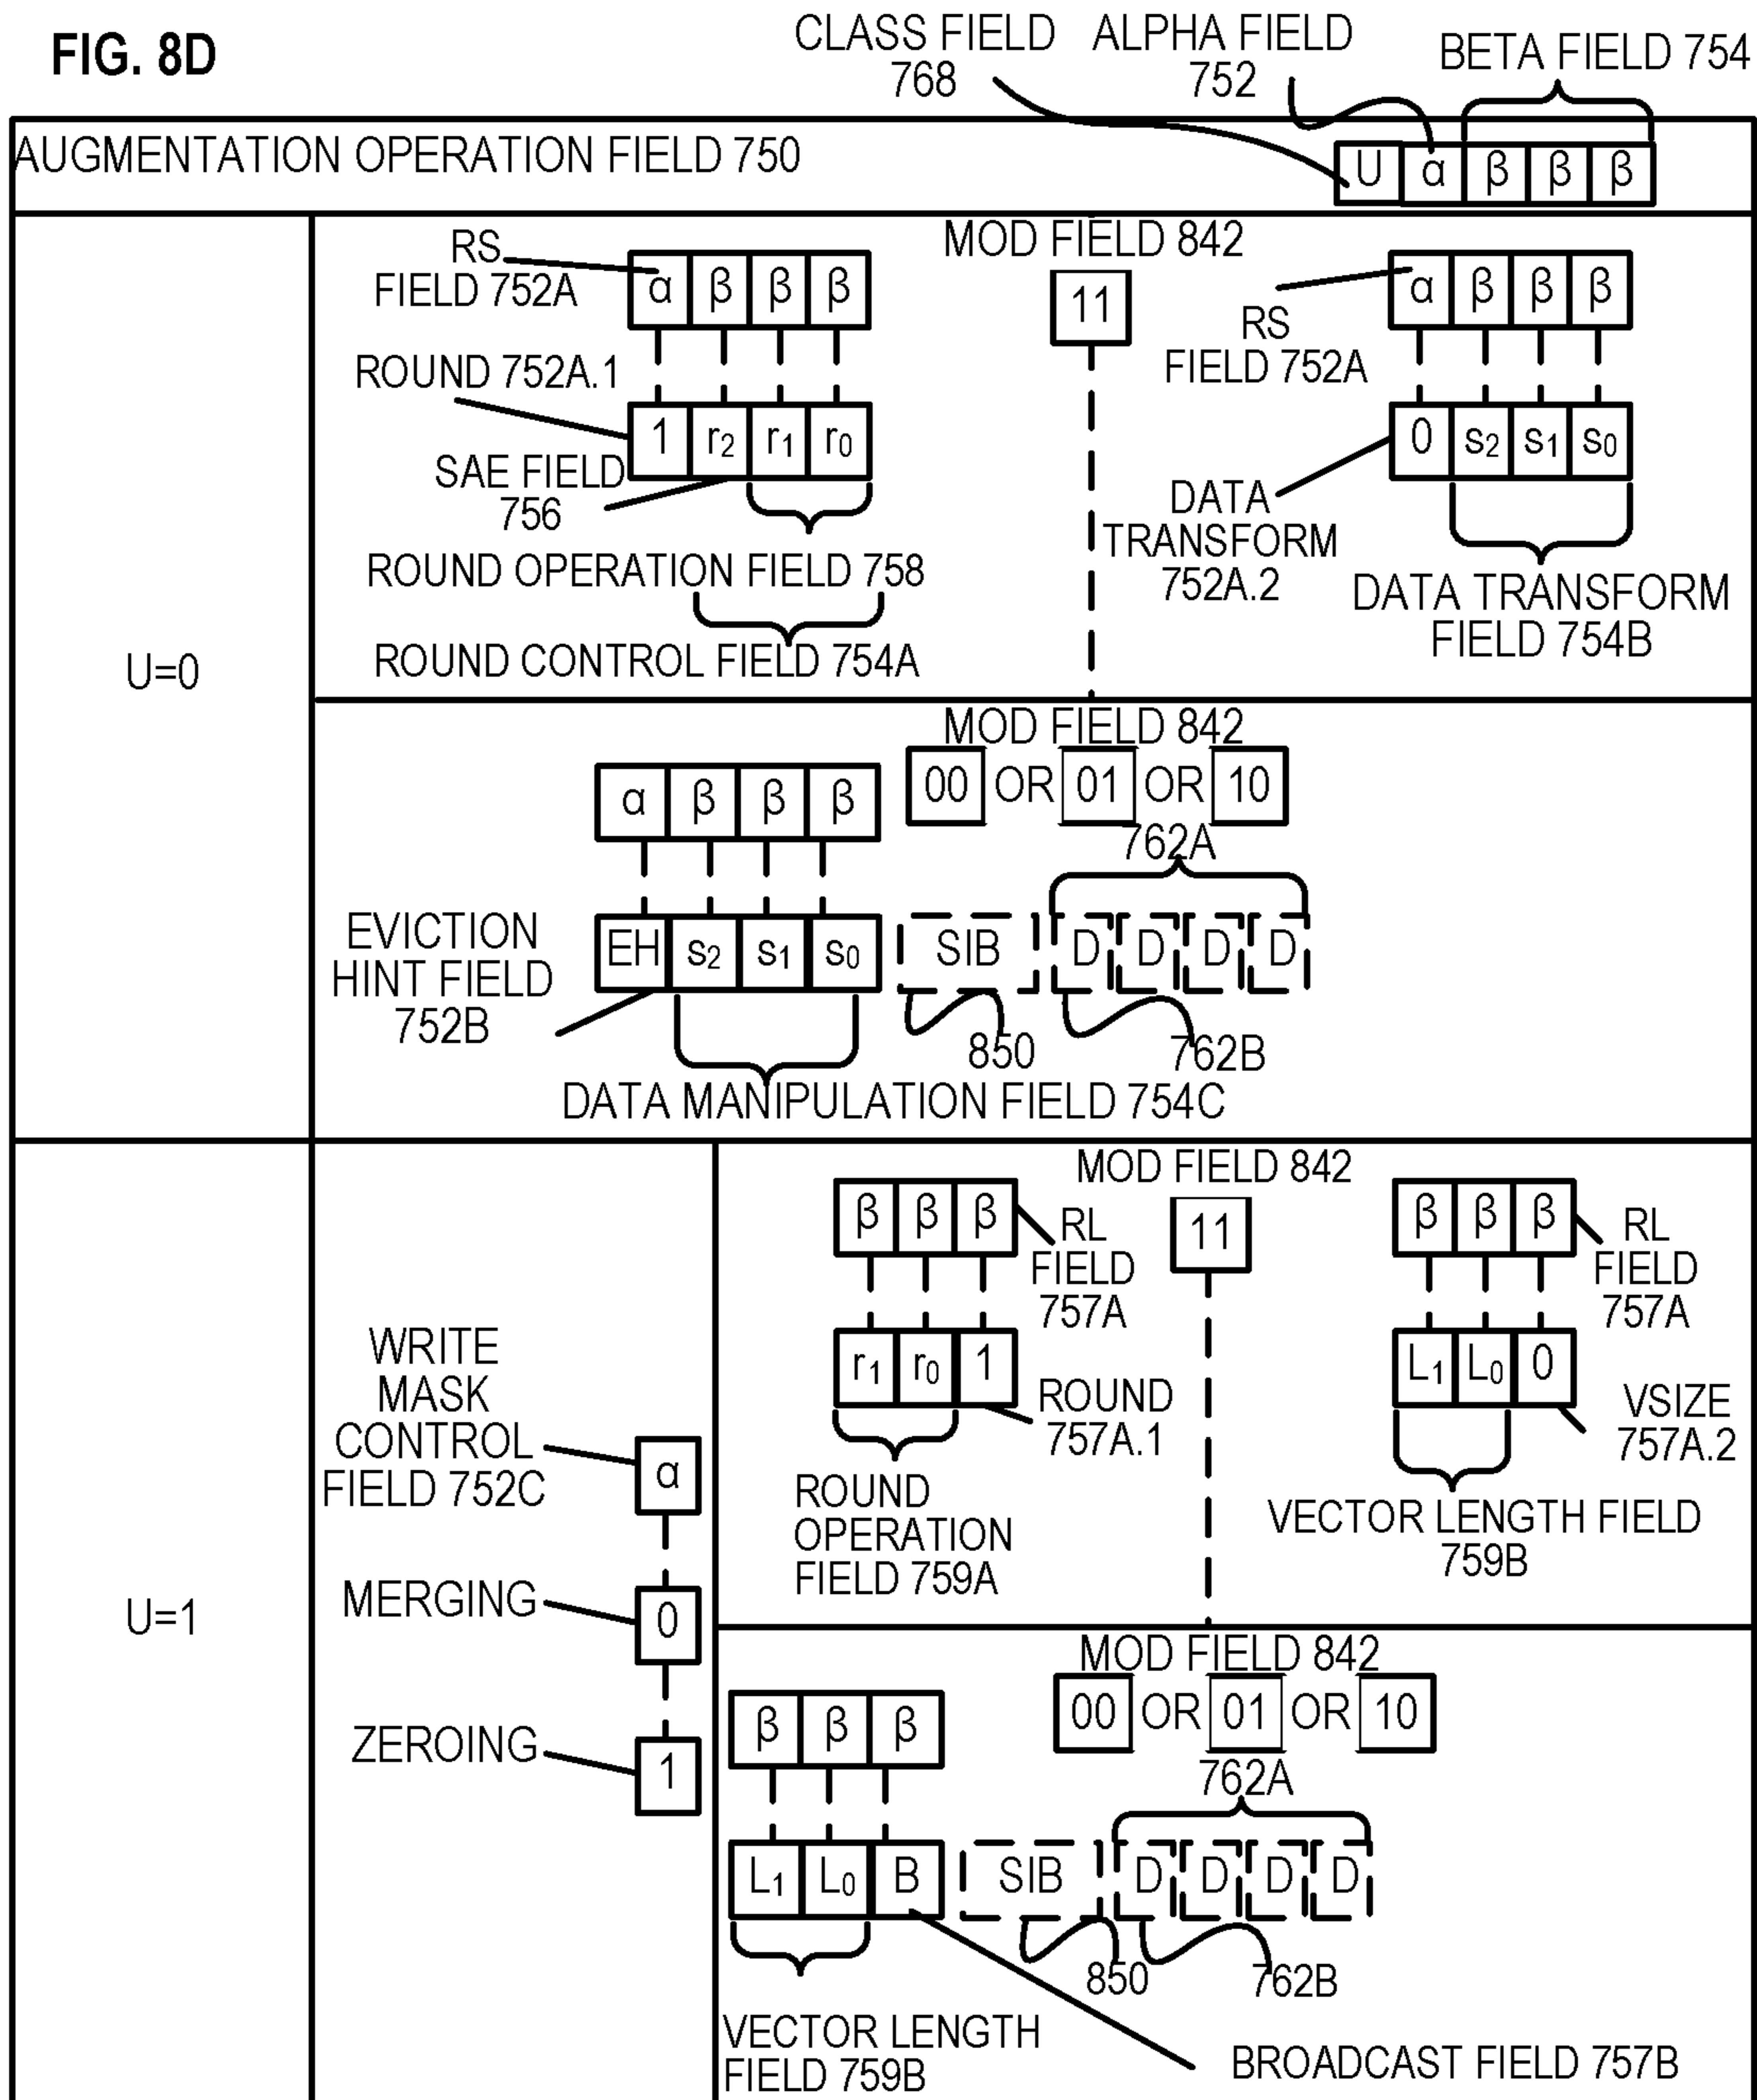 FIG. 8D
CLASS FIELD
768
ALPHA FIELD
752
BETA FIELD 754
AUGMENTATION OPERATION FIELD 750
U α β β β
U=0
RS
FIELD 752A
α β β β
ROUND 752A.1
1 r2 r1 r0
SAE FIELD
756
ROUND OPERATION FIELD 758
ROUND CONTROL FIELD 754A
MOD FIELD 842
11
α β β β
RS
FIELD 752A
0 s2 s1 s0
DATA
TRANSFORM
752A.2
DATA TRANSFORM
FIELD 754B
MOD FIELD 842
00 OR 01 OR 10
α β β β
762A
EVICTION
HINT FIELD
752B
EH s2 s1 s0 SIB D D D D
850
762B
DATA MANIPULATION FIELD 754C
U=1
WRITE
MASK
CONTROL
FIELD 752C
α
MERGING
0
ZEROING
1
MOD FIELD 842
11
β β β
RL
FIELD
757A
r1 r0 1
ROUND
757A.1
ROUND
OPERATION
FIELD 759A
β β β
RL
FIELD
757A
L1 L0 0
VSIZE
757A.2
VECTOR LENGTH FIELD
759B
MOD FIELD 842
00 OR 01 OR 10
β β β
762A
L1 L0 B SIB D D D D
850
762B
VECTOR LENGTH
FIELD 759B
BROADCAST FIELD 757B